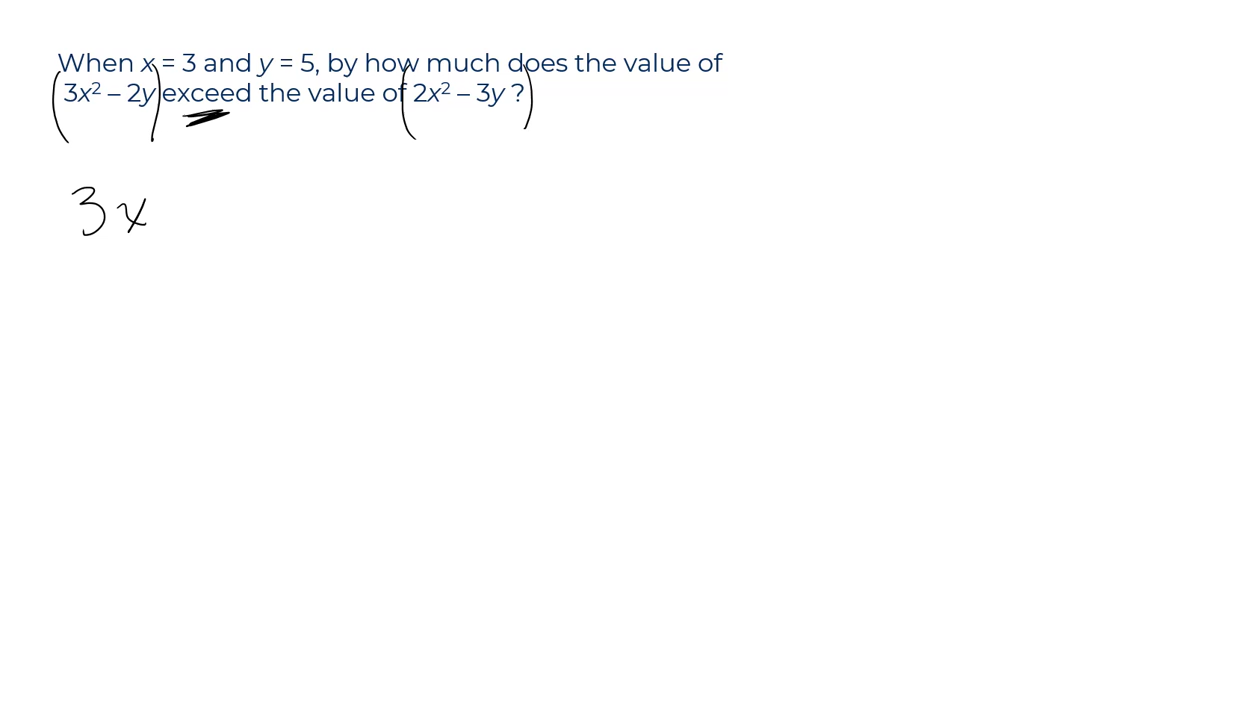 When x = 3 and y = 5, by how much does the value of
(3x² – 2y) exceed the value of (2x² – 3y ?)
3x